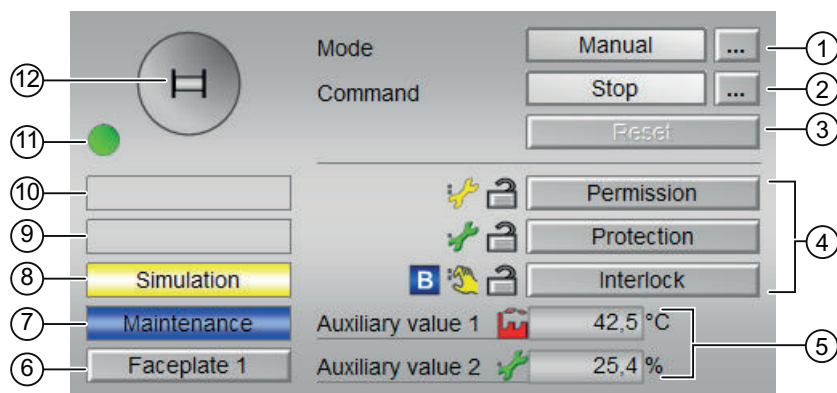 Mode Manual ... 1
12
Command Stop ... 2
Reset 3
11
10 Permission
9 Protection 4
8 Simulation B Interlock
7 Maintenance Auxiliary value 1 42,5 °C
5
6 Faceplate 1 Auxiliary value 2 25,4 %